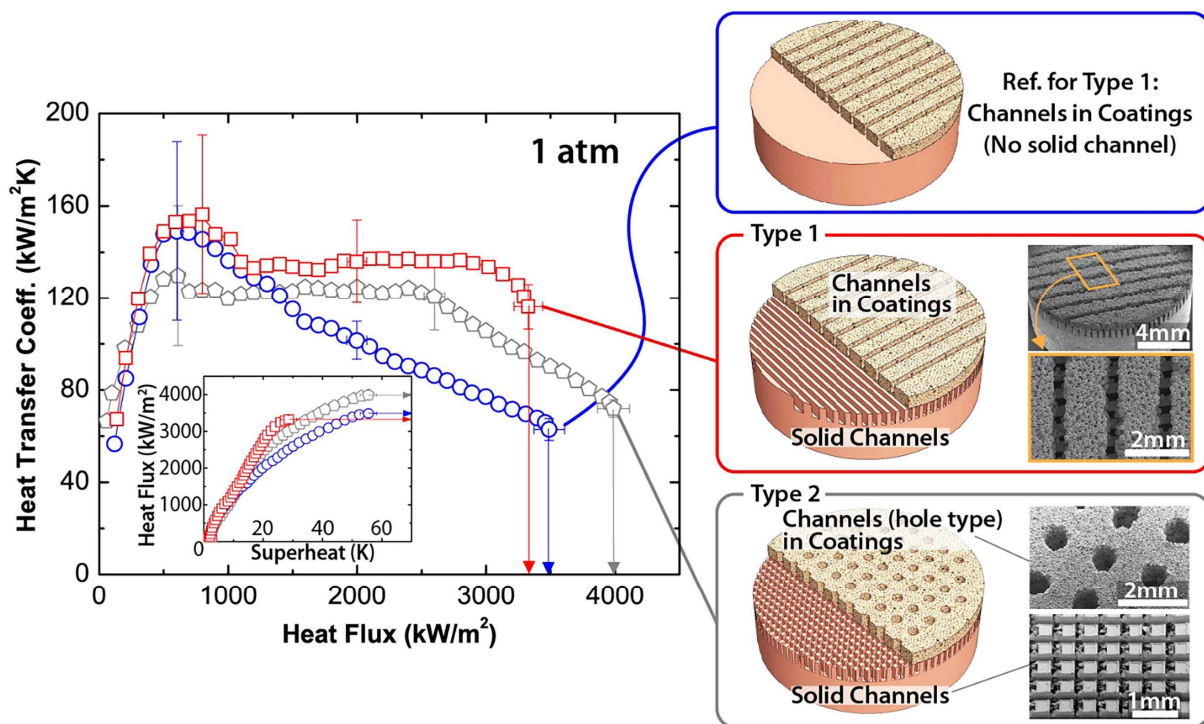 200
160
120
80
40
0
Heat Transfer Coeff. (kW/m²K)
1 atm
0
1000
2000
3000
4000
Heat Flux (kW/m²)
4000
3000
2000
1000
0
20
40
60
Heat Flux (kW/m²)
Superheat (K)
Ref. for Type 1:
Channels in Coatings
(No solid channel)
Type 1
Channels
in Coatings
Solid Channels
4mm
2mm
Type 2
Channels (hole type)
in Coatings
Solid Channels
2mm
1mm